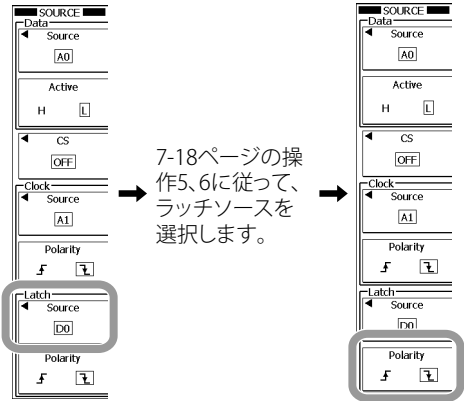 SOURCE
Data
Source
A0
Active
H L
CS
OFF
Clock
Source
A1
Polarity
Latch
Source
D0
Polarity
7-18ページの操
作5、6に従って、
ラッチソースを
選択します。
SOURCE
Data
Source
A0
Active
H L
CS
OFF
Clock
Source
A1
Polarity
Latch
Source
D0
Polarity